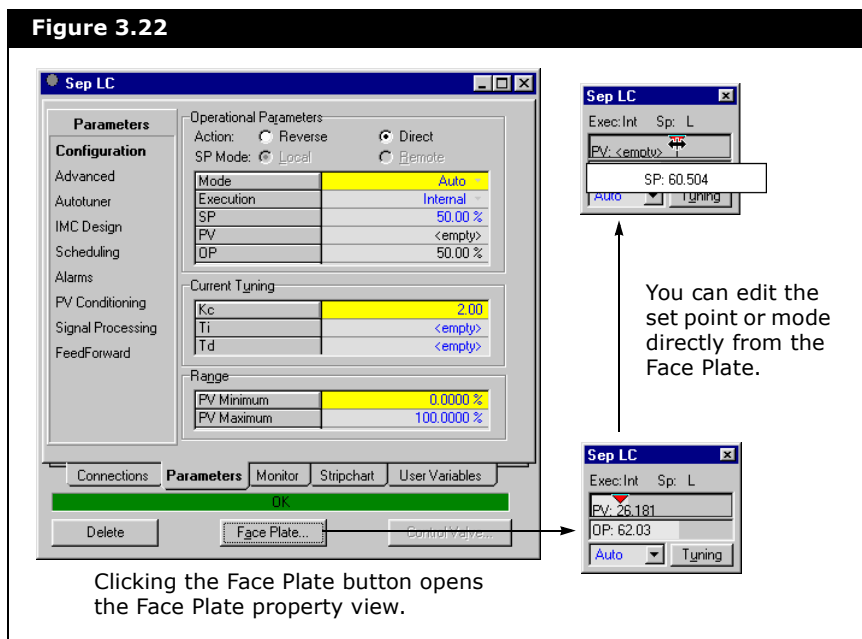 Figure 3.22
Sep LC
Parameters
Configuration
Advanced
Autotuner
IMC Design
Scheduling
Alarms
PV Conditioning
Signal Processing
FeedForward
Operational Parameters
Action: Reverse Direct
SP Mode: Local Remote
Mode Auto
Execution Internal
SP 50.00 %
PV <empty>
OP 50.00 %
Current Tuning
Kc 2.00
Ti <empty>
Td <empty>
Range
PV Minimum 0.0000 %
PV Maximum 100.0000 %
Connections Parameters Monitor Stripchart User Variables
OK
Delete Face Plate... Control Valve...
Clicking the Face Plate button opens
the Face Plate property view.
Sep LC
Exec:Int Sp: L
PV: <empty>
SP: 60.504
Auto Tuning
You can edit the
set point or mode
directly from the
Face Plate.
Sep LC
Exec:Int Sp: L
PV: 26.181
OP: 62.03
Auto Tuning